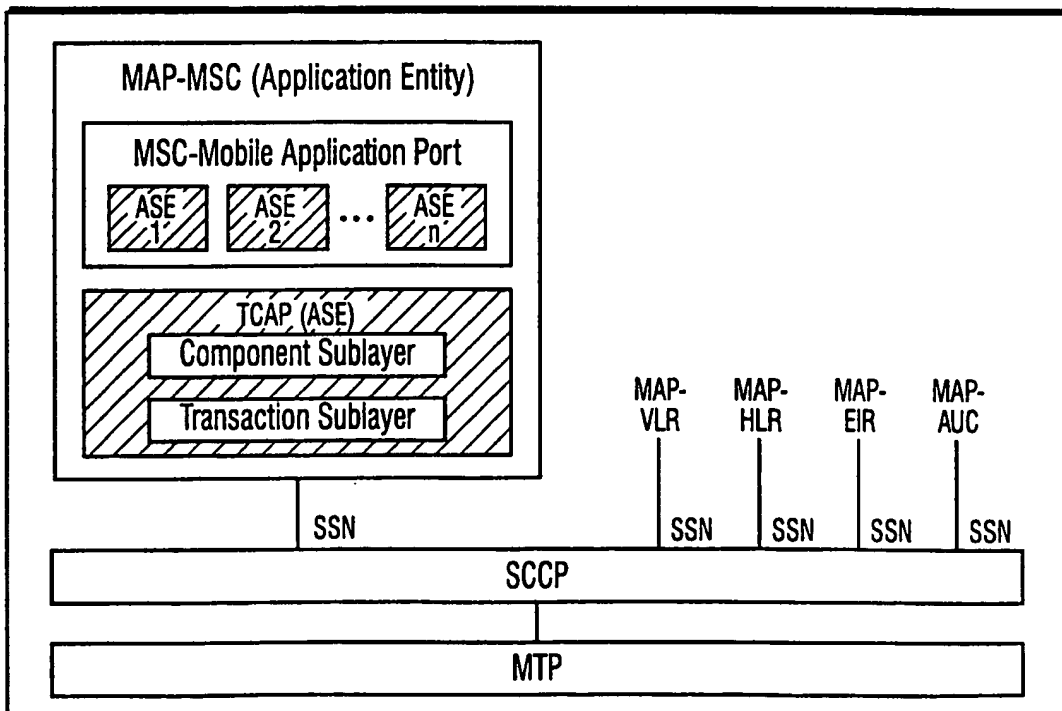 MAP-MSC (Application Entity)
MSC-Mobile Application Port
ASE
1
ASE
2
...
ASE
n
TCAP (ASE)
Component Sublayer
Transaction Sublayer
MAP-
VLR
MAP-
HLR
MAP-
EIR
MAP-
AUC
SSN
SSN
SSN
SSN
SSN
SCCP
MTP